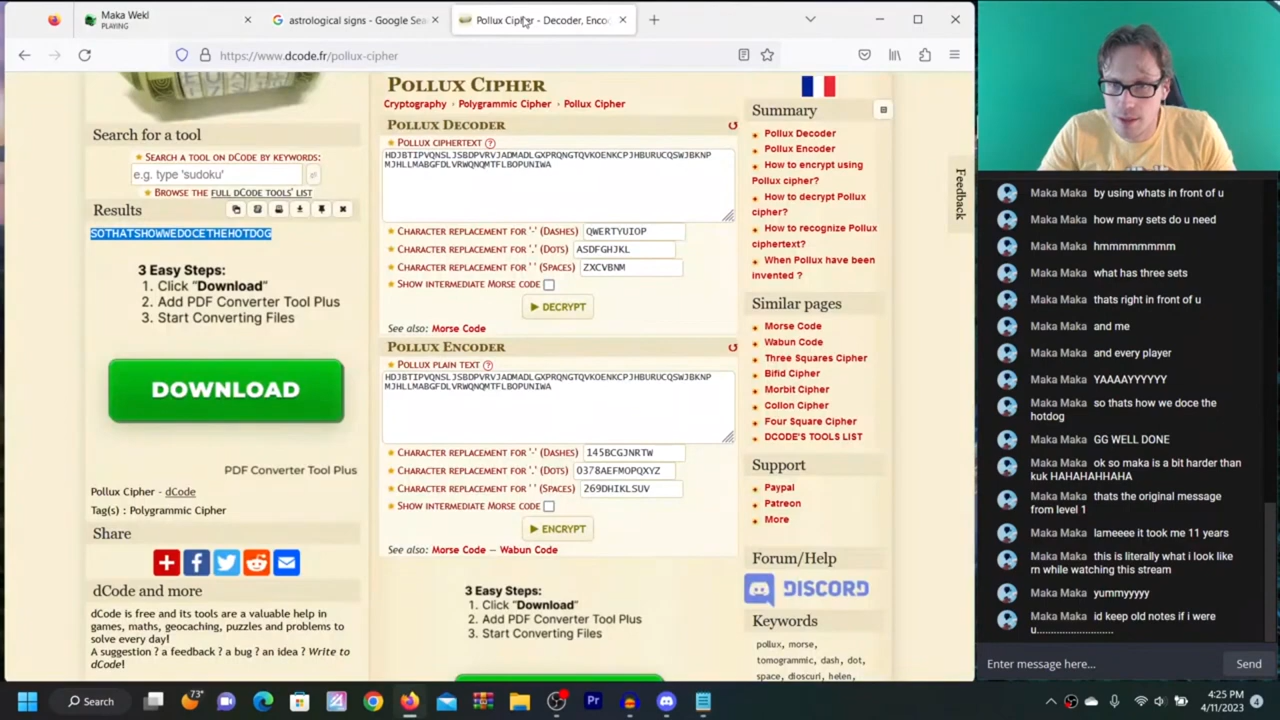 Maka Wekl
PLAYING
astrological signs - Google Sea
Pollux Cipher - Decoder, Enco
https://www.dcode.fr/pollux-cipher
Search for a tool
SEARCH A TOOL ON DCODE BY KEYWORDS:
e.g. type 'sudoku'
BROWSE THE FULL DCODE TOOLS' LIST
Results
SOTHATSHOWWEDOCETHEHOTDOG
3 Easy Steps:
1. Click "Download"
2. Add PDF Converter Tool Plus
3. Start Converting Files
DOWNLOAD
PDF Converter Tool Plus
Pollux Cipher - dCode
Tag(s) : Polygrammic Cipher
Share
dCode and more
dCode is free and its tools are a valuable help in
games, maths, geocaching, puzzles and problems to
solve every day!
A suggestion ? a feedback ? a bug ? an idea ? Write to
dCode!
POLLUX CIPHER
Cryptography
Polygrammic Cipher
Pollux Cipher
POLLUX DECODER
POLLUX CIPHERTEXT ?
HDJBTIPVQNSLJSBDPVRVJADMADLGXPRQNGTQVKOENKCPJHBURUCQSWJBKNP
MJHLLMABGFDLVRWQNQMTFLBOPUNIWA
CHARACTER REPLACEMENT FOR '-' (DASHES) QWERTYUIOP
CHARACTER REPLACEMENT FOR '.' (DOTS) ASDFGHJKL
CHARACTER REPLACEMENT FOR ' ' (SPACES) ZXCVBNM
SHOW INTERMEDIATE MORSE CODE
DECRYPT
See also: Morse Code
POLLUX ENCODER
POLLUX PLAIN TEXT ?
HDJBTIPVQNSLJSBDPVRVJADMADLGXPRQNGTQVKOENKCPJHBURUCQSWJBKNP
MJHLLMABGFDLVRWQNQMTFLBOPUNIWA
CHARACTER REPLACEMENT FOR '-' (DASHES) 145BCGJNRTW
CHARACTER REPLACEMENT FOR '.' (DOTS) 0378AEFMOPQXYZ
CHARACTER REPLACEMENT FOR ' ' (SPACES) 269DHIKLSUV
SHOW INTERMEDIATE MORSE CODE
ENCRYPT
See also: Morse Code — Wabun Code
3 Easy Steps:
1. Click "Download"
2. Add PDF Converter Tool Plus
3. Start Converting Files
Summary
Pollux Decoder
Pollux Encoder
How to encrypt using
Pollux cipher?
How to decrypt Pollux
cipher?
How to recognize Pollux
ciphertext?
When Pollux have been
invented ?
Similar pages
Morse Code
Wabun Code
Three Squares Cipher
Bifid Cipher
Morbit Cipher
Collon Cipher
Four Square Cipher
DCODE'S TOOLS LIST
Support
Paypal
Patreon
More
Forum/Help
DISCORD
Keywords
pollux, morse,
tomogrammic, dash, dot,
space, dioscuri, helen,
Feedback
Maka Maka by using whats in front of u
Maka Maka how many sets do u need
Maka Maka hmmmmmmmm
Maka Maka what has three sets
Maka Maka thats right in front of u
Maka Maka and me
Maka Maka and every player
Maka Maka YAAAAYYYYYY
Maka Maka so thats how we doce the
hotdog
Maka Maka GG WELL DONE
Maka Maka ok so maka is a bit harder than
kuk HAHAHAHHAHA
Maka Maka thats the original message
from level 1
Maka Maka lameeee it took me 11 years
Maka Maka this is literally what i look like
rn while watching this stream
Maka Maka yummyyyy
Maka Maka id keep old notes if i were
u..........................
Enter message here...
Send
73°
Search
4:25 PM
4/11/2023